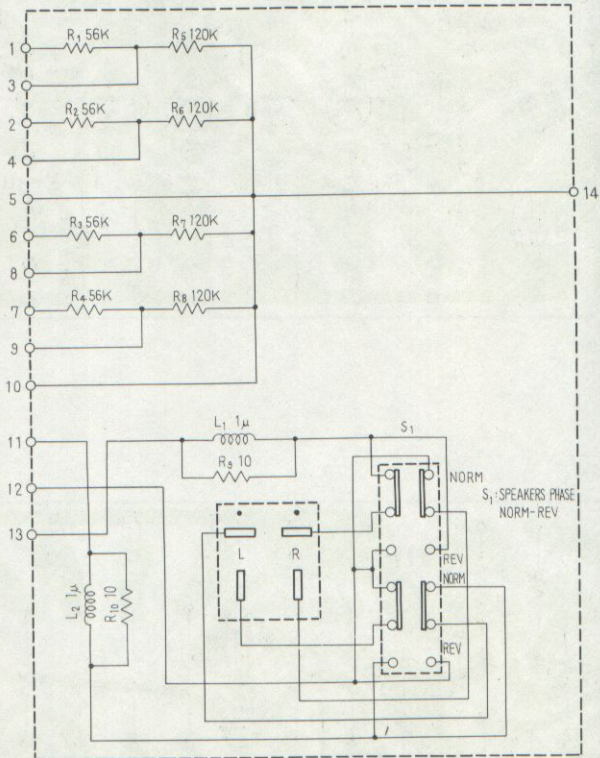 1 R1 56K R5 120K
3
2 R2 56K R6 120K
4
5 14
6 R3 56K R7 120K
8
7 R4 56K R8 120K
9
10
11 L1 1μ S1
R9 10
12 NORM
S1:SPEAKERS PHASE
NORM-REV
13
L R
REV
NORM
L2 1μ R10 10
REV